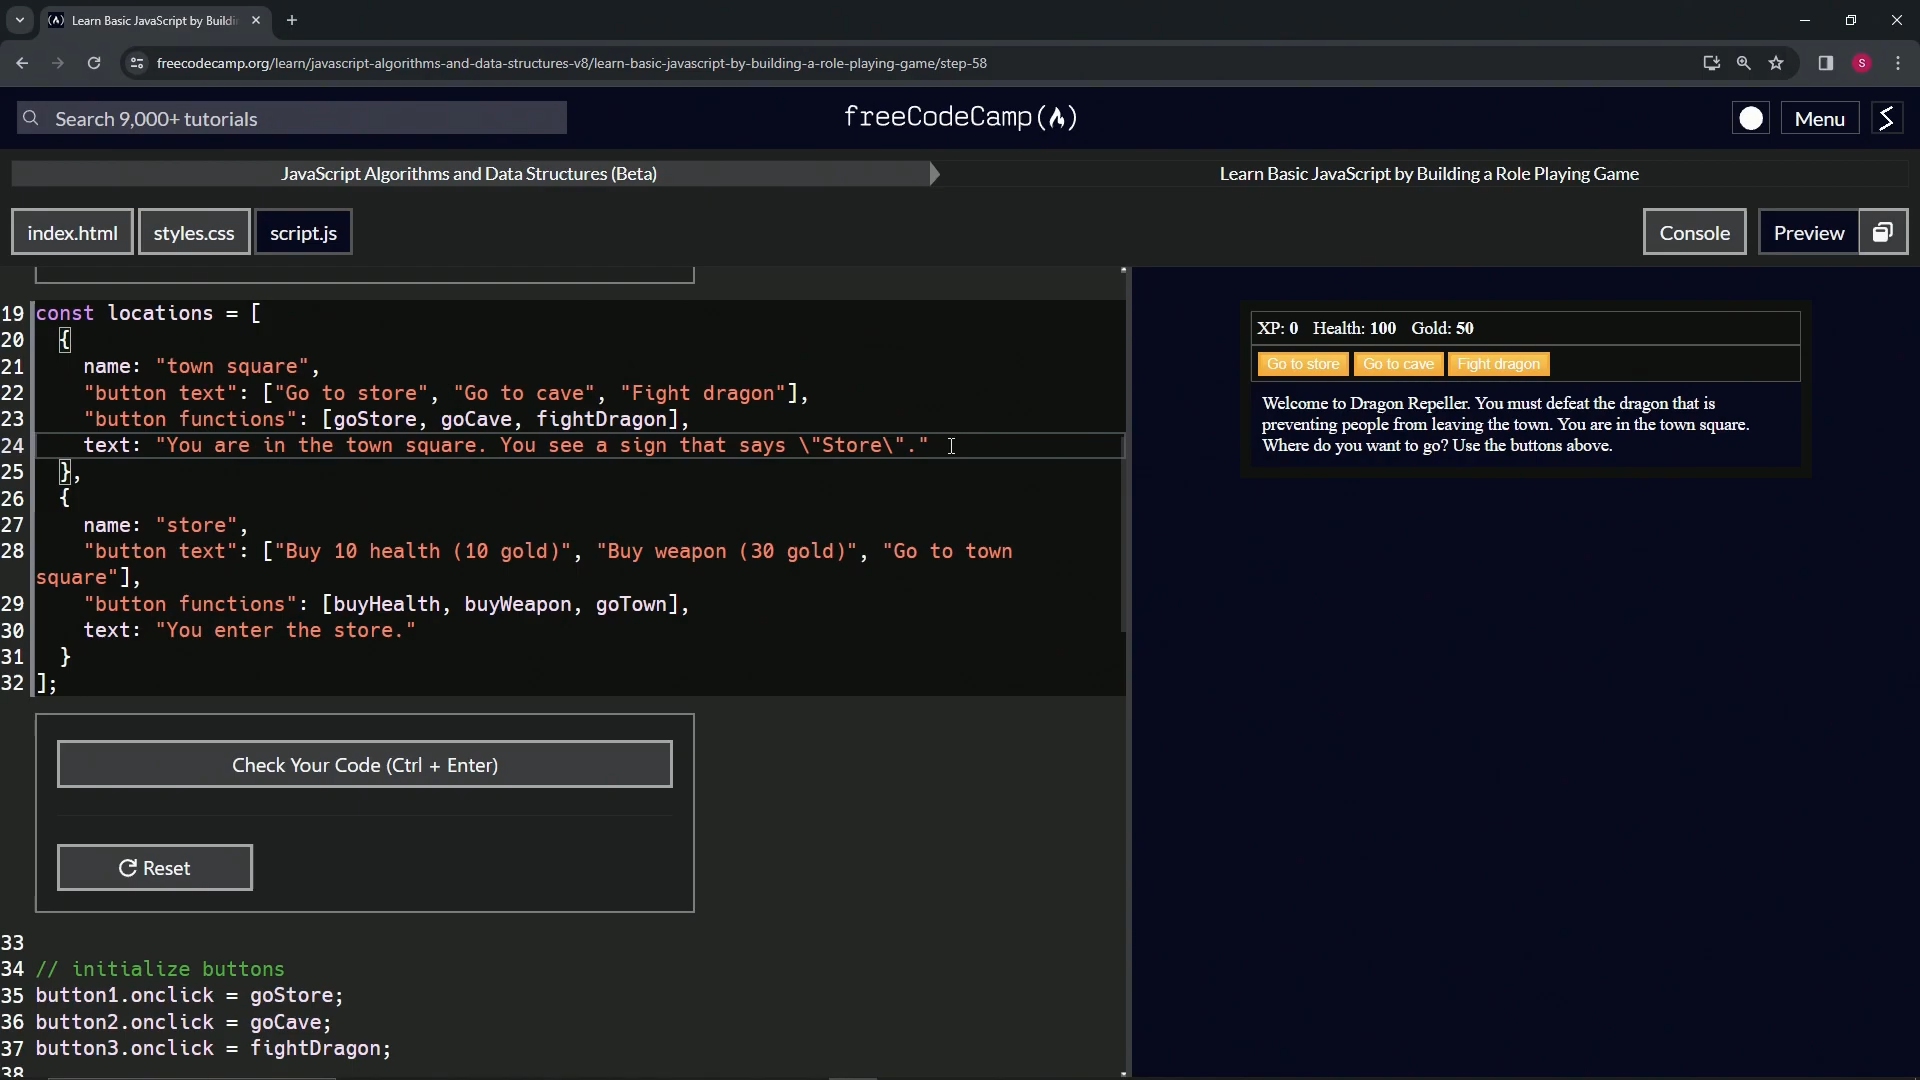 Learn Basic JavaScript by Buildi
freecodecamp.org/learn/javascript-algorithms-and-data-structures-v8/learn-basic-javascript-by-building-a-role-playing-game/step-58
S
Search 9,000+ tutorials
freeCodeCamp
Menu
JavaScript Algorithms and Data Structures (Beta)
Learn Basic JavaScript by Building a Role Playing Game
index.html styles.css script.js
Console Preview
19 const locations = [
20 {
21 name: "town square",
22 "button text": ["Go to store", "Go to cave", "Fight dragon"],
23 "button functions": [goStore, goCave, fightDragon],
24 text: "You are in the town square. You see a sign that says \"Store\"."
25 },
26 {
27 name: "store",
28 "button text": ["Buy 10 health (10 gold)", "Buy weapon (30 gold)", "Go to town
square"],
29 "button functions": [buyHealth, buyWeapon, goTown],
30 text: "You enter the store."
31 }
32 ];
Check Your Code (Ctrl + Enter)
Reset
33
34 // initialize buttons
35 button1.onclick = goStore;
36 button2.onclick = goCave;
37 button3.onclick = fightDragon;
38
XP: 0 Health: 100 Gold: 50
Go to store Go to cave Fight dragon
Welcome to Dragon Repeller. You must defeat the dragon that is
preventing people from leaving the town. You are in the town square.
Where do you want to go? Use the buttons above.